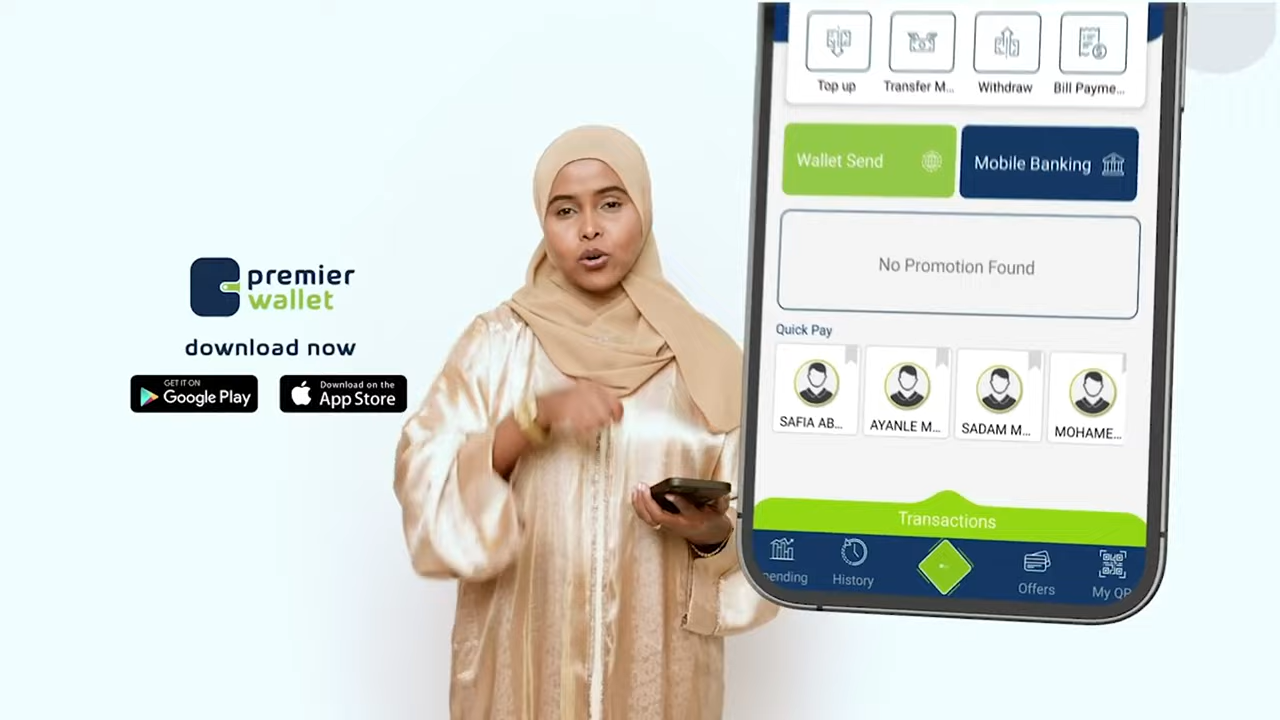 premier
wallet
download now
GET IT ON
Google Play
Download on the
App Store
Top up
Transfer M...
Withdraw
Bill Payme...
Wallet Send
Mobile Banking
No Promotion Found
Quick Pay
SAFIA AB...
AYANLE M...
SADAM M...
MOHAME...
Transactions
ending
History
Offers
My QR